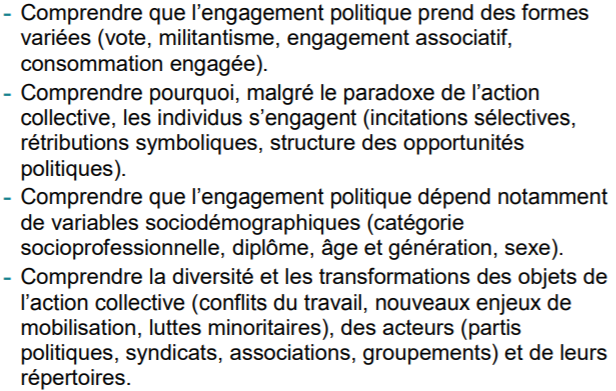 - Comprendre que l’engagement politique prend des formes
variées (vote, militantisme, engagement associatif,
consommation engagée).
- Comprendre pourquoi, malgré le paradoxe de l’action
collective, les individus s’engagent (incitations sélectives,
rétributions symboliques, structure des opportunités
politiques).
- Comprendre que l’engagement politique dépend notamment
de variables sociodémographiques (catégorie
socioprofessionnelle, diplôme, âge et génération, sexe).
- Comprendre la diversité et les transformations des objets de
l’action collective (conflits du travail, nouveaux enjeux de
mobilisation, luttes minoritaires), des acteurs (partis
politiques, syndicats, associations, groupements) et de leurs
répertoires.